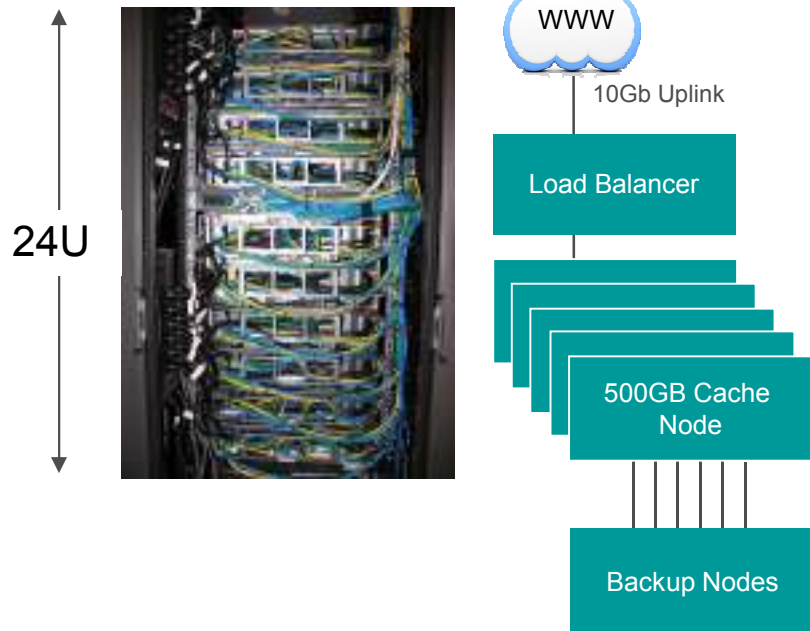 WWW
10Gb Uplink
Load Balancer
24U
500GB Cache
Node
Backup Nodes